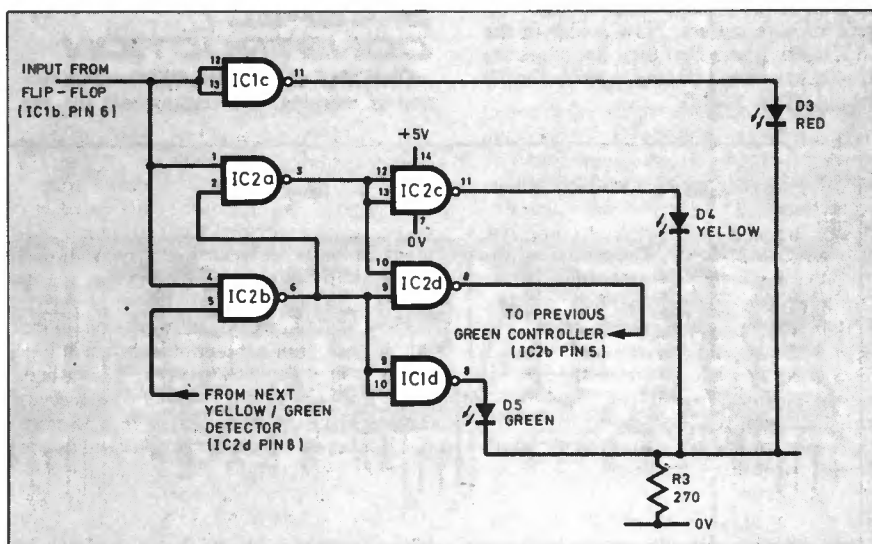 INPUT FROM
FLIP-FLOP
(IC1b PIN 6)
12
13
IC1c
11
D3
RED
1
2
IC2a
3
+5V
14
12
13
IC2c
11
7
0V
D4
YELLOW
4
5
IC2b
6
10
9
IC2d
8
TO PREVIOUS
GREEN CONTROLLER
(IC2b PIN 5)
9
10
IC1d
8
D5
GREEN
FROM NEXT
YELLOW / GREEN
DETECTOR
(IC2d PIN 8)
R3
270
0V